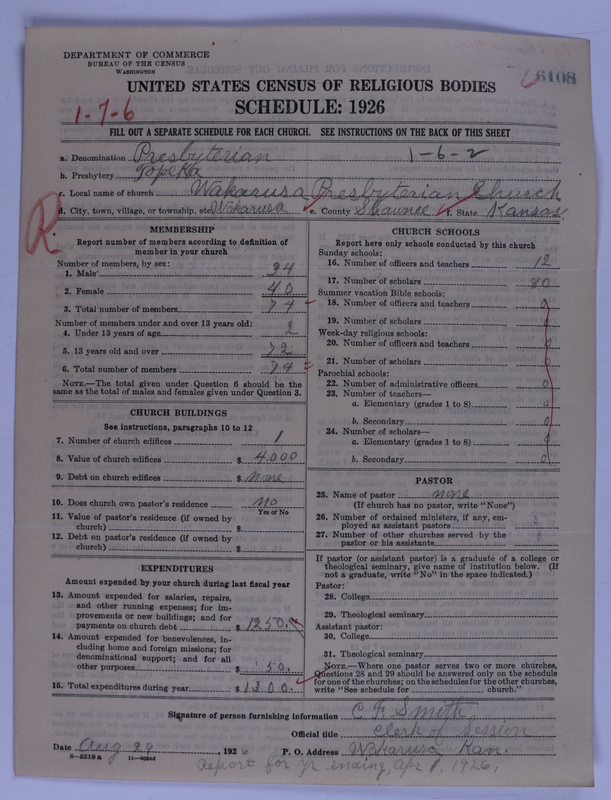 DEPARTMENT OF COMMERCE
BUREAU OF THE CENSUS
WASHINGTON
6108
UNITED STATES CENSUS OF RELIGIOUS BODIES
SCHEDULE: 1926
1-7-6
FILL OUT A SEPARATE SCHEDULE FOR EACH CHURCH. SEE INSTRUCTIONS ON THE BACK OF THIS SHEET
a. Denomination Presbyterian 1-6-2
b. Presbytery Topeka
c. Local name of church Wakarusa Presbyterian Church
d. City, town, village, or township, etc. Wakarusa e. County Shawnee f. State Kansas
R
MEMBERSHIP
Report number of members according to definition of
member in your church
Number of members, by sex:
1. Male 34
2. Female 40
3. Total number of members 74
Number of members under and over 13 years old:
4. Under 13 years of age 2
5. 13 years old and over 72
6. Total number of members 74
NOTE.—The total given under Question 6 should be the
same as the total of males and females given under Question 3.
CHURCH BUILDINGS
See instructions, paragraphs 10 to 12
7. Number of church edifices 1
8. Value of church edifices $ 4000
9. Debt on church edifices $ none
10. Does church own pastor's residence no
Yes or No
11. Value of pastor's residence (if owned by
church) $
12. Debt on pastor's residence (if owned by
church) $
EXPENDITURES
Amount expended by your church during last fiscal year
13. Amount expended for salaries, repairs,
and other running expenses; for im-
provements or new buildings; and for
payments on church debt $ 1250.
14. Amount expended for benevolences, in-
cluding home and foreign missions; for
denominational support; and for all
other purposes $ 50.
15. Total expenditures during year $ 1300.
CHURCH SCHOOLS
Report here only schools conducted by this church
Sunday schools:
16. Number of officers and teachers 12
17. Number of scholars 80
Summer vacation Bible schools:
18. Number of officers and teachers 0
19. Number of scholars 0
Week-day religious schools:
20. Number of officers and teachers 0
21. Number of scholars 0
Parochial schools:
22. Number of administrative officers 0
23. Number of teachers—
a. Elementary (grades 1 to 8) 0
b. Secondary 0
24. Number of scholars—
a. Elementary (grades 1 to 8) 0
b. Secondary 0
PASTOR
25. Name of pastor none
(If church has no pastor, write "None")
26. Number of ordained ministers, if any, em-
ployed as assistant pastors
27. Number of other churches served by the
pastor or his assistants
If pastor (or assistant pastor) is a graduate of a college or
theological seminary, give name of institution below. (If
not a graduate, write "No" in the space indicated.)
Pastor:
28. College
29. Theological seminary
Assistant pastor:
30. College
31. Theological seminary
NOTE.—Where one pastor serves two or more churches,
Questions 28 and 29 should be answered only on the schedule
for one of the churches; on the schedules for the other churches,
write "See schedule for church."
Signature of person furnishing information C. F. Smith
Official title Clerk of Session
Date Aug 29, 1926 P. O. Address Wakarusa Kan.
8—5518a
Report for yr ending, Apr 1, 1926,